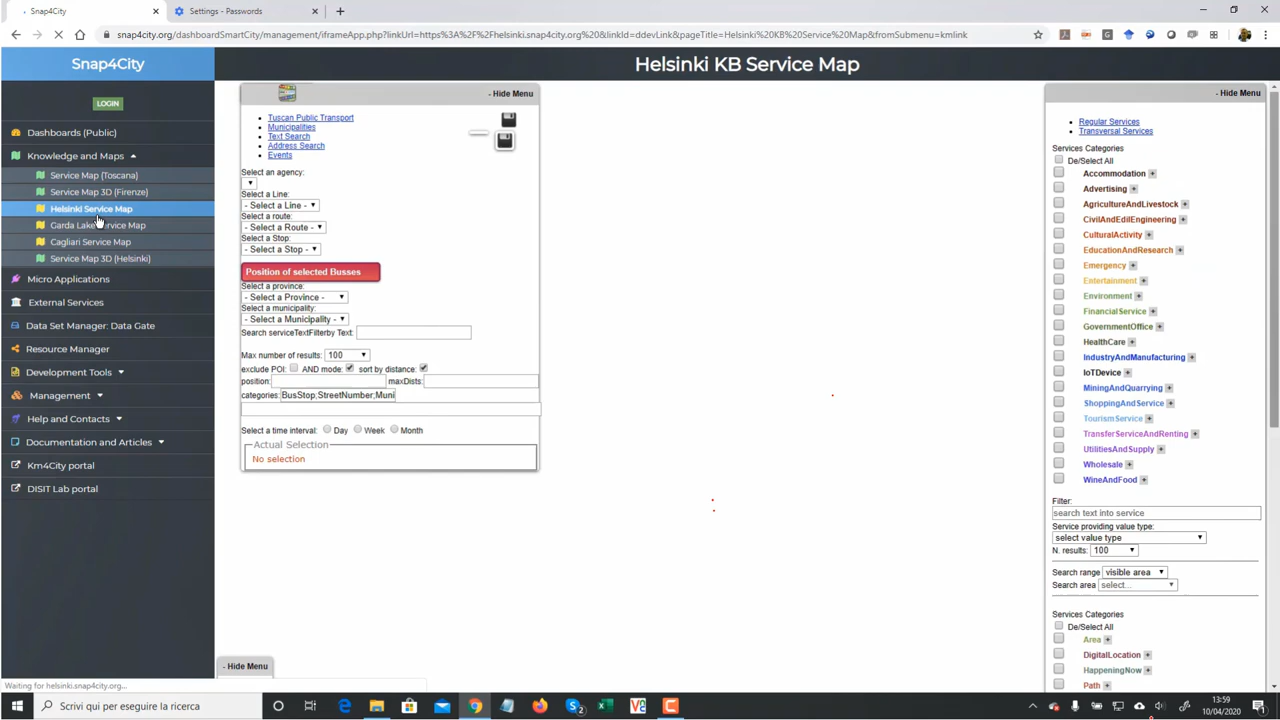 Snap4City
Settings - Passwords
snap4city.org/dashboardSmartCity/management/iframeApp.php?linkUrl=https%3A%2F%2Fhelsinki.snap4city.org%20&linkId=ddevLink&pageTitle=Helsinki%20KB%20Service%20Map&fromSubmenu=kmlink
Snap4City
Helsinki KB Service Map
LOGIN
Dashboards (Public)
Knowledge and Maps
Service Map (Toscana)
Service Map 3D (Firenze)
Helsinki Service Map
Garda Lake Service Map
Cagliari Service Map
Service Map 3D (Helsinki)
Micro Applications
External Services
Data Set Manager: Data Gate
Resource Manager
Development Tools
Management
Help and Contacts
Documentation and Articles
Km4City portal
DISIT Lab portal
- Hide Menu
Tuscan Public Transport
Municipalities
Text Search
Address Search
Events
Select an agency:
Select a Line:
- Select a Line -
Select a route:
- Select a Route -
Select a Stop:
- Select a Stop -
Position of selected Busses
Select a province:
- Select a Province -
Select a municipality:
- Select a Municipality -
Search serviceTextFilterby Text:
Max number of results: 100
exclude POI: AND mode: sort by distance:
position: maxDists:
categories: BusStop;StreetNumber;Muni
Select a time interval: Day Week Month
Actual Selection
No selection
- Hide Menu
- Hide Menu
Regular Services
Transversal Services
Services Categories
De/Select All
Accommodation +
Advertising +
AgricultureAndLivestock +
CivilAndEdilEngineering +
CulturalActivity +
EducationAndResearch +
Emergency +
Entertainment +
Environment +
FinancialService +
GovernmentOffice +
HealthCare +
IndustryAndManufacturing +
IoTDevice +
MiningAndQuarrying +
ShoppingAndService +
TourismService +
TransferServiceAndRenting +
UtilitiesAndSupply +
Wholesale +
WineAndFood +
Filter:
search text into service
Service providing value type:
select value type
N. results: 100
Search range visible area
Search area select...
Services Categories
De/Select All
Area +
DigitalLocation +
HappeningNow +
Path +
Waiting for helsinki.snap4city.org...
Scrivi qui per eseguire la ricerca
13:59
10/04/2020